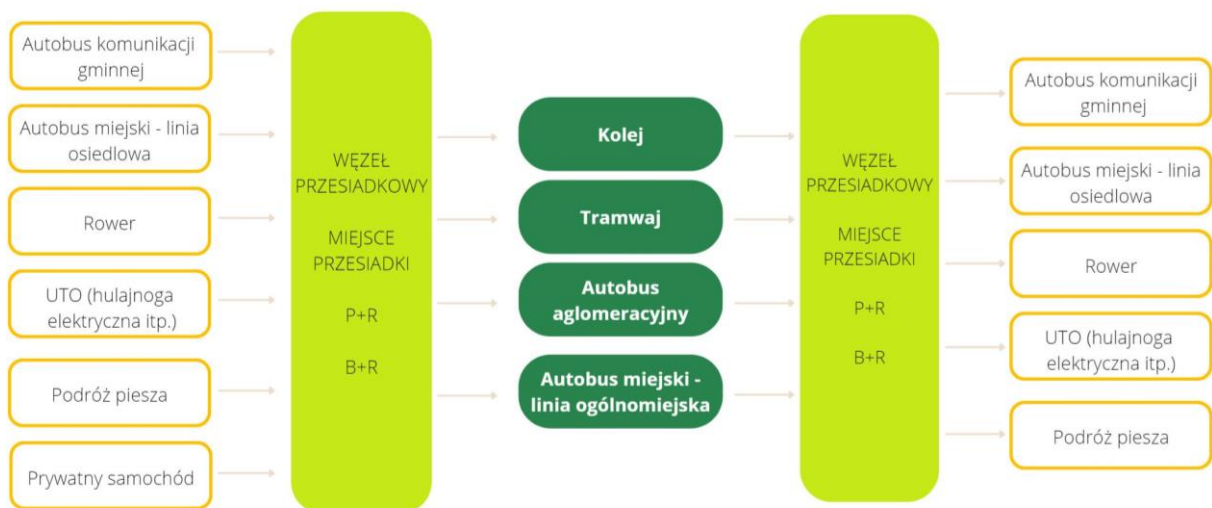 Autobus komunikacji
gminnej
Autobus miejski - linia
osiedlowa
Rower
UTO (hulajnoga
elektryczna itp.)
Podróż piesza
Prywatny samochód
WĘZEŁ
PRZESIADKOWY
MIEJSCE
PRZESIADKI
P+R
B+R
Kolej
Tramwaj
Autobus
aglomeracyjny
Autobus miejski -
linia ogólnomiejska
WĘZEŁ
PRZESIADKOWY
MIEJSCE
PRZESIADKI
P+R
B+R
Autobus komunikacji
gminnej
Autobus miejski - linia
osiedlowa
Rower
UTO (hulajnoga
elektryczna itp.)
Podróż piesza